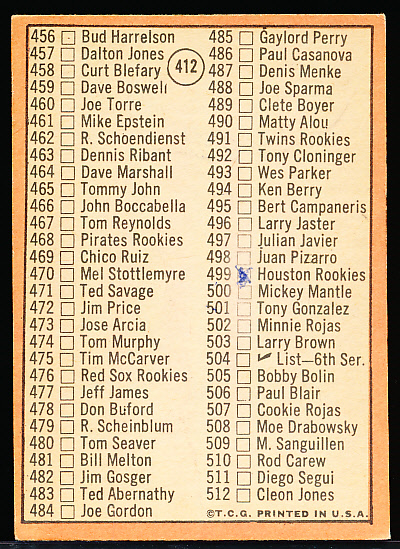 456 Bud Harrelson
457 Dalton Jones
458 Curt Blefary
459 Dave Boswell
460 Joe Torre
461 Mike Epstein
462 R. Schoendienst
463 Dennis Ribant
464 Dave Marshall
465 Tommy John
466 John Boccabella
467 Tom Reynolds
468 Pirates Rookies
469 Chico Ruiz
470 Mel Stottlemyre
471 Ted Savage
472 Jim Price
473 Jose Arcia
474 Tom Murphy
475 Tim McCarver
476 Red Sox Rookies
477 Jeff James
478 Don Buford
479 R. Scheinblum
480 Tom Seaver
481 Bill Melton
482 Jim Gosger
483 Ted Abernathy
484 Joe Gordon
412
485 Gaylord Perry
486 Paul Casanova
487 Denis Menke
488 Joe Sparma
489 Clete Boyer
490 Matty Alou
491 Twins Rookies
492 Tony Cloninger
493 Wes Parker
494 Ken Berry
495 Bert Campaneris
496 Larry Jaster
497 Julian Javier
498 Juan Pizarro
499 Houston Rookies
500 Mickey Mantle
501 Tony Gonzalez
502 Minnie Rojas
503 Larry Brown
504 ✓ List—6th Ser.
505 Bobby Bolin
506 Paul Blair
507 Cookie Rojas
508 Moe Drabowsky
509 M. Sanguillen
510 Rod Carew
511 Diego Segui
512 Cleon Jones
©T.C.G. PRINTED IN U.S.A.